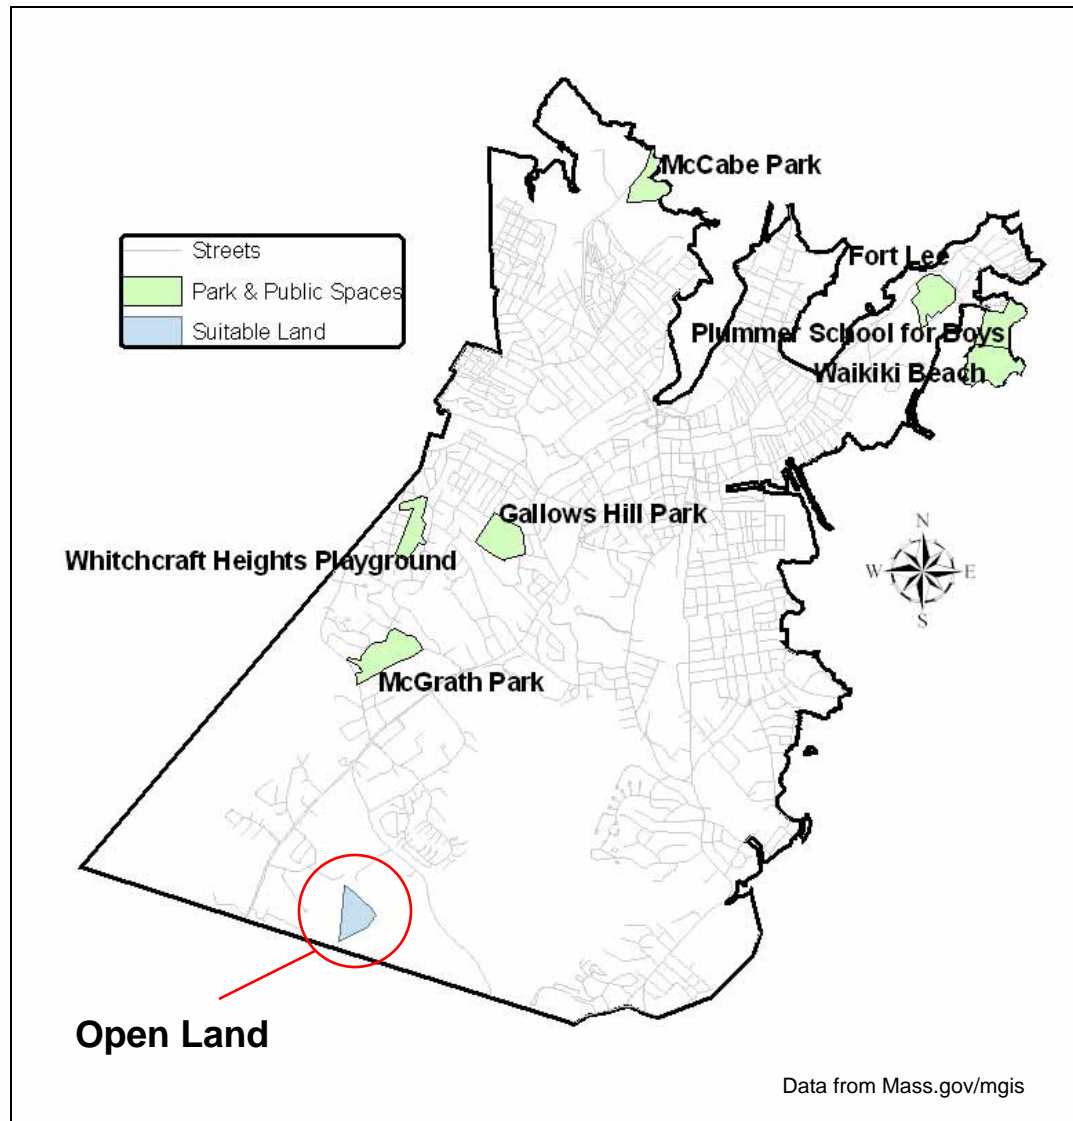 McCabe Park
Streets
Park & Public Spaces
Suitable Land
Fort Lee
Plummer School for Boys
Waikiki Beach
Gallows Hill Park
Whitchcraft Heights Playground
N
W
E
S
McGrath Park
Open Land
Data from Mass.gov/mgis